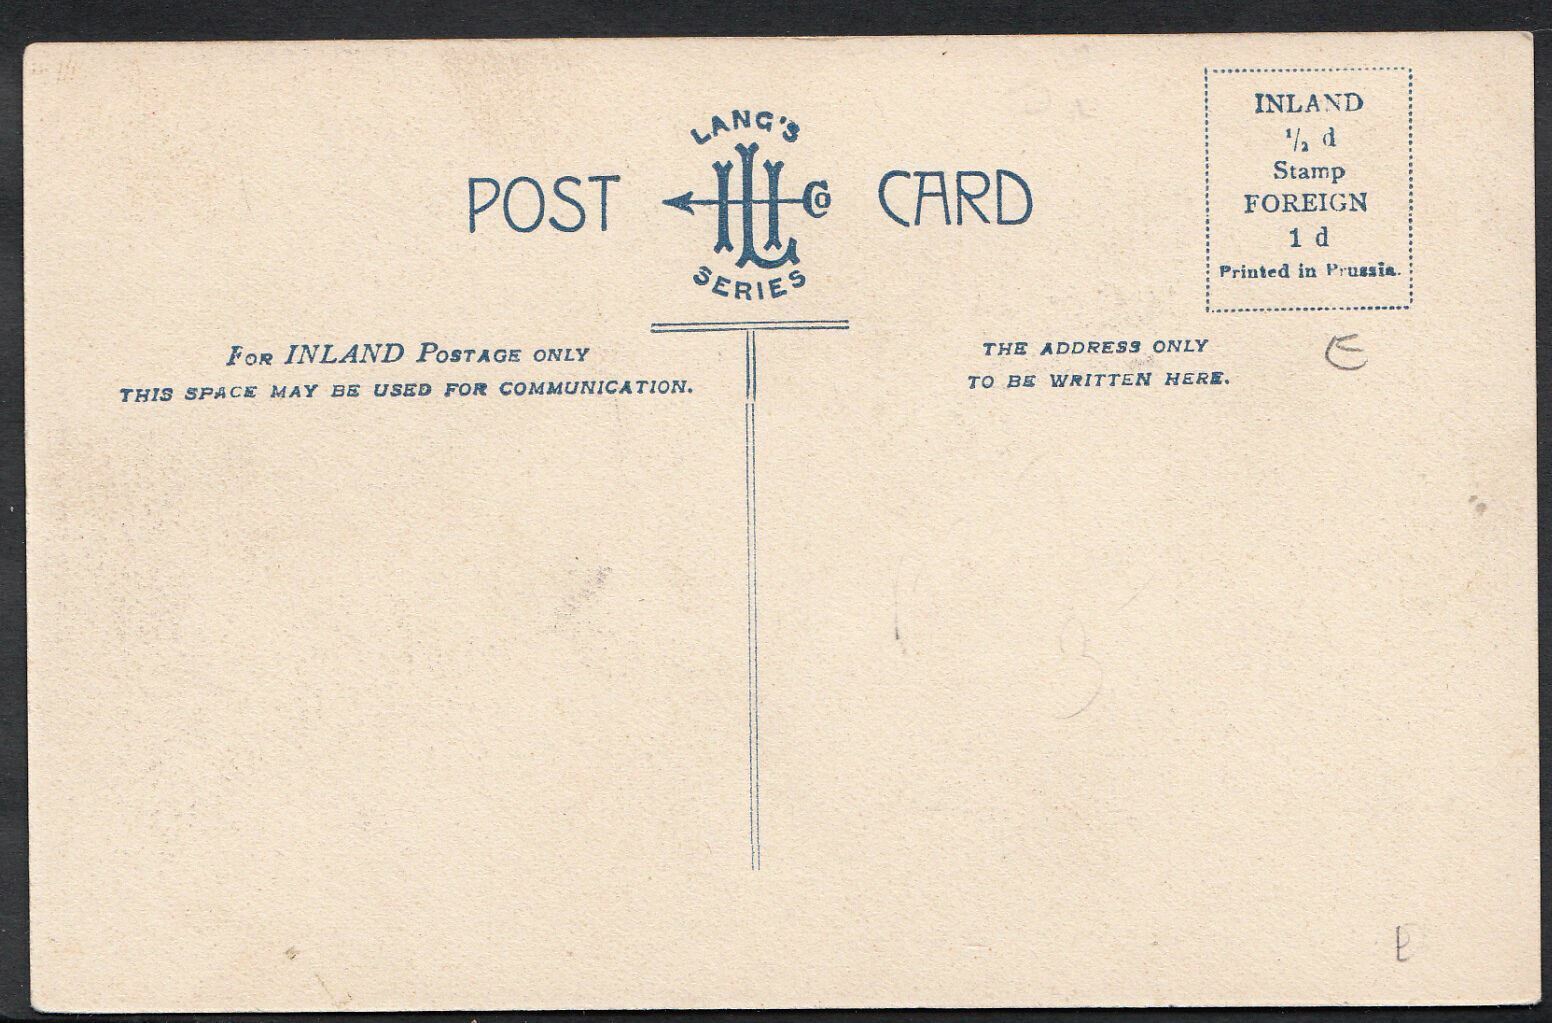 LANG'S
POST HLL Co CARD
SERIES
INLAND
½ d
Stamp
FOREIGN
1 d
Printed in Prussia.
FOR INLAND POSTAGE ONLY
THIS SPACE MAY BE USED FOR COMMUNICATION.
THE ADDRESS ONLY
TO BE WRITTEN HERE.
E